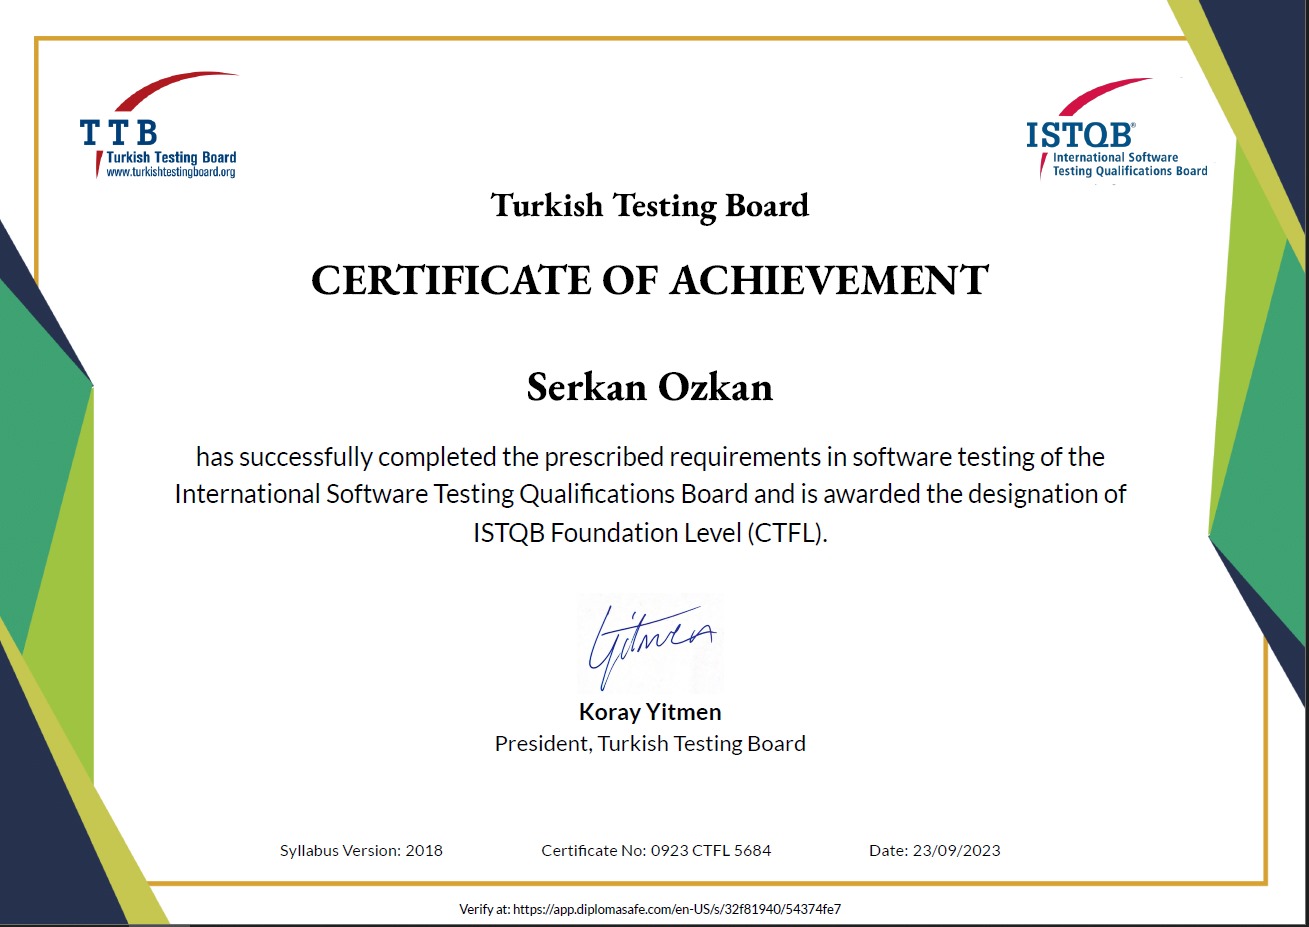 TTB
Turkish Testing Board
www.turkishtestingboard.org
ISTQB®
International Software
Testing Qualifications Board
Turkish Testing Board
CERTIFICATE OF ACHIEVEMENT
Serkan Ozkan
has successfully completed the prescribed requirements in software testing of the
International Software Testing Qualifications Board and is awarded the designation of
ISTQB Foundation Level (CTFL).
Yitmen
Koray Yitmen
President, Turkish Testing Board
Syllabus Version: 2018 Certificate No: 0923 CTFL 5684 Date: 23/09/2023
Verify at: https://app.diplomasafe.com/en-US/s/32f81940/54374fe7